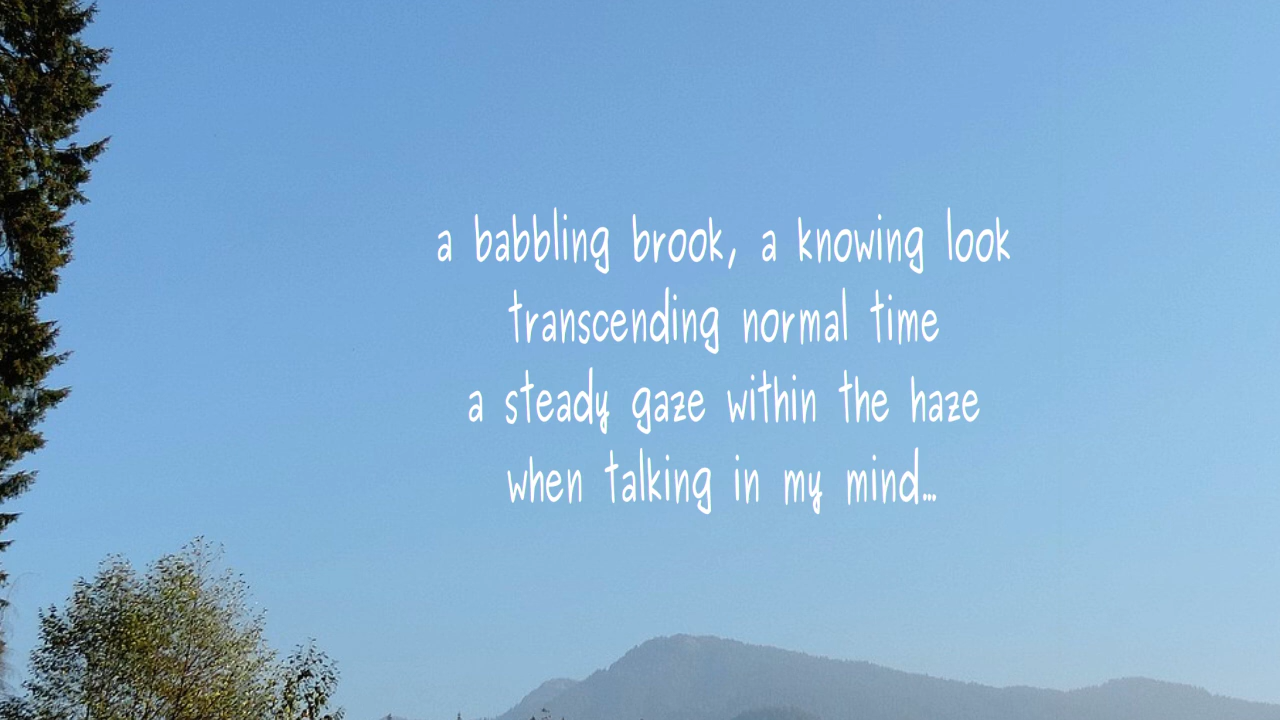 a babbling brook, a knowing look
transcending normal time
a steady gaze within the haze
when talking in my mind...